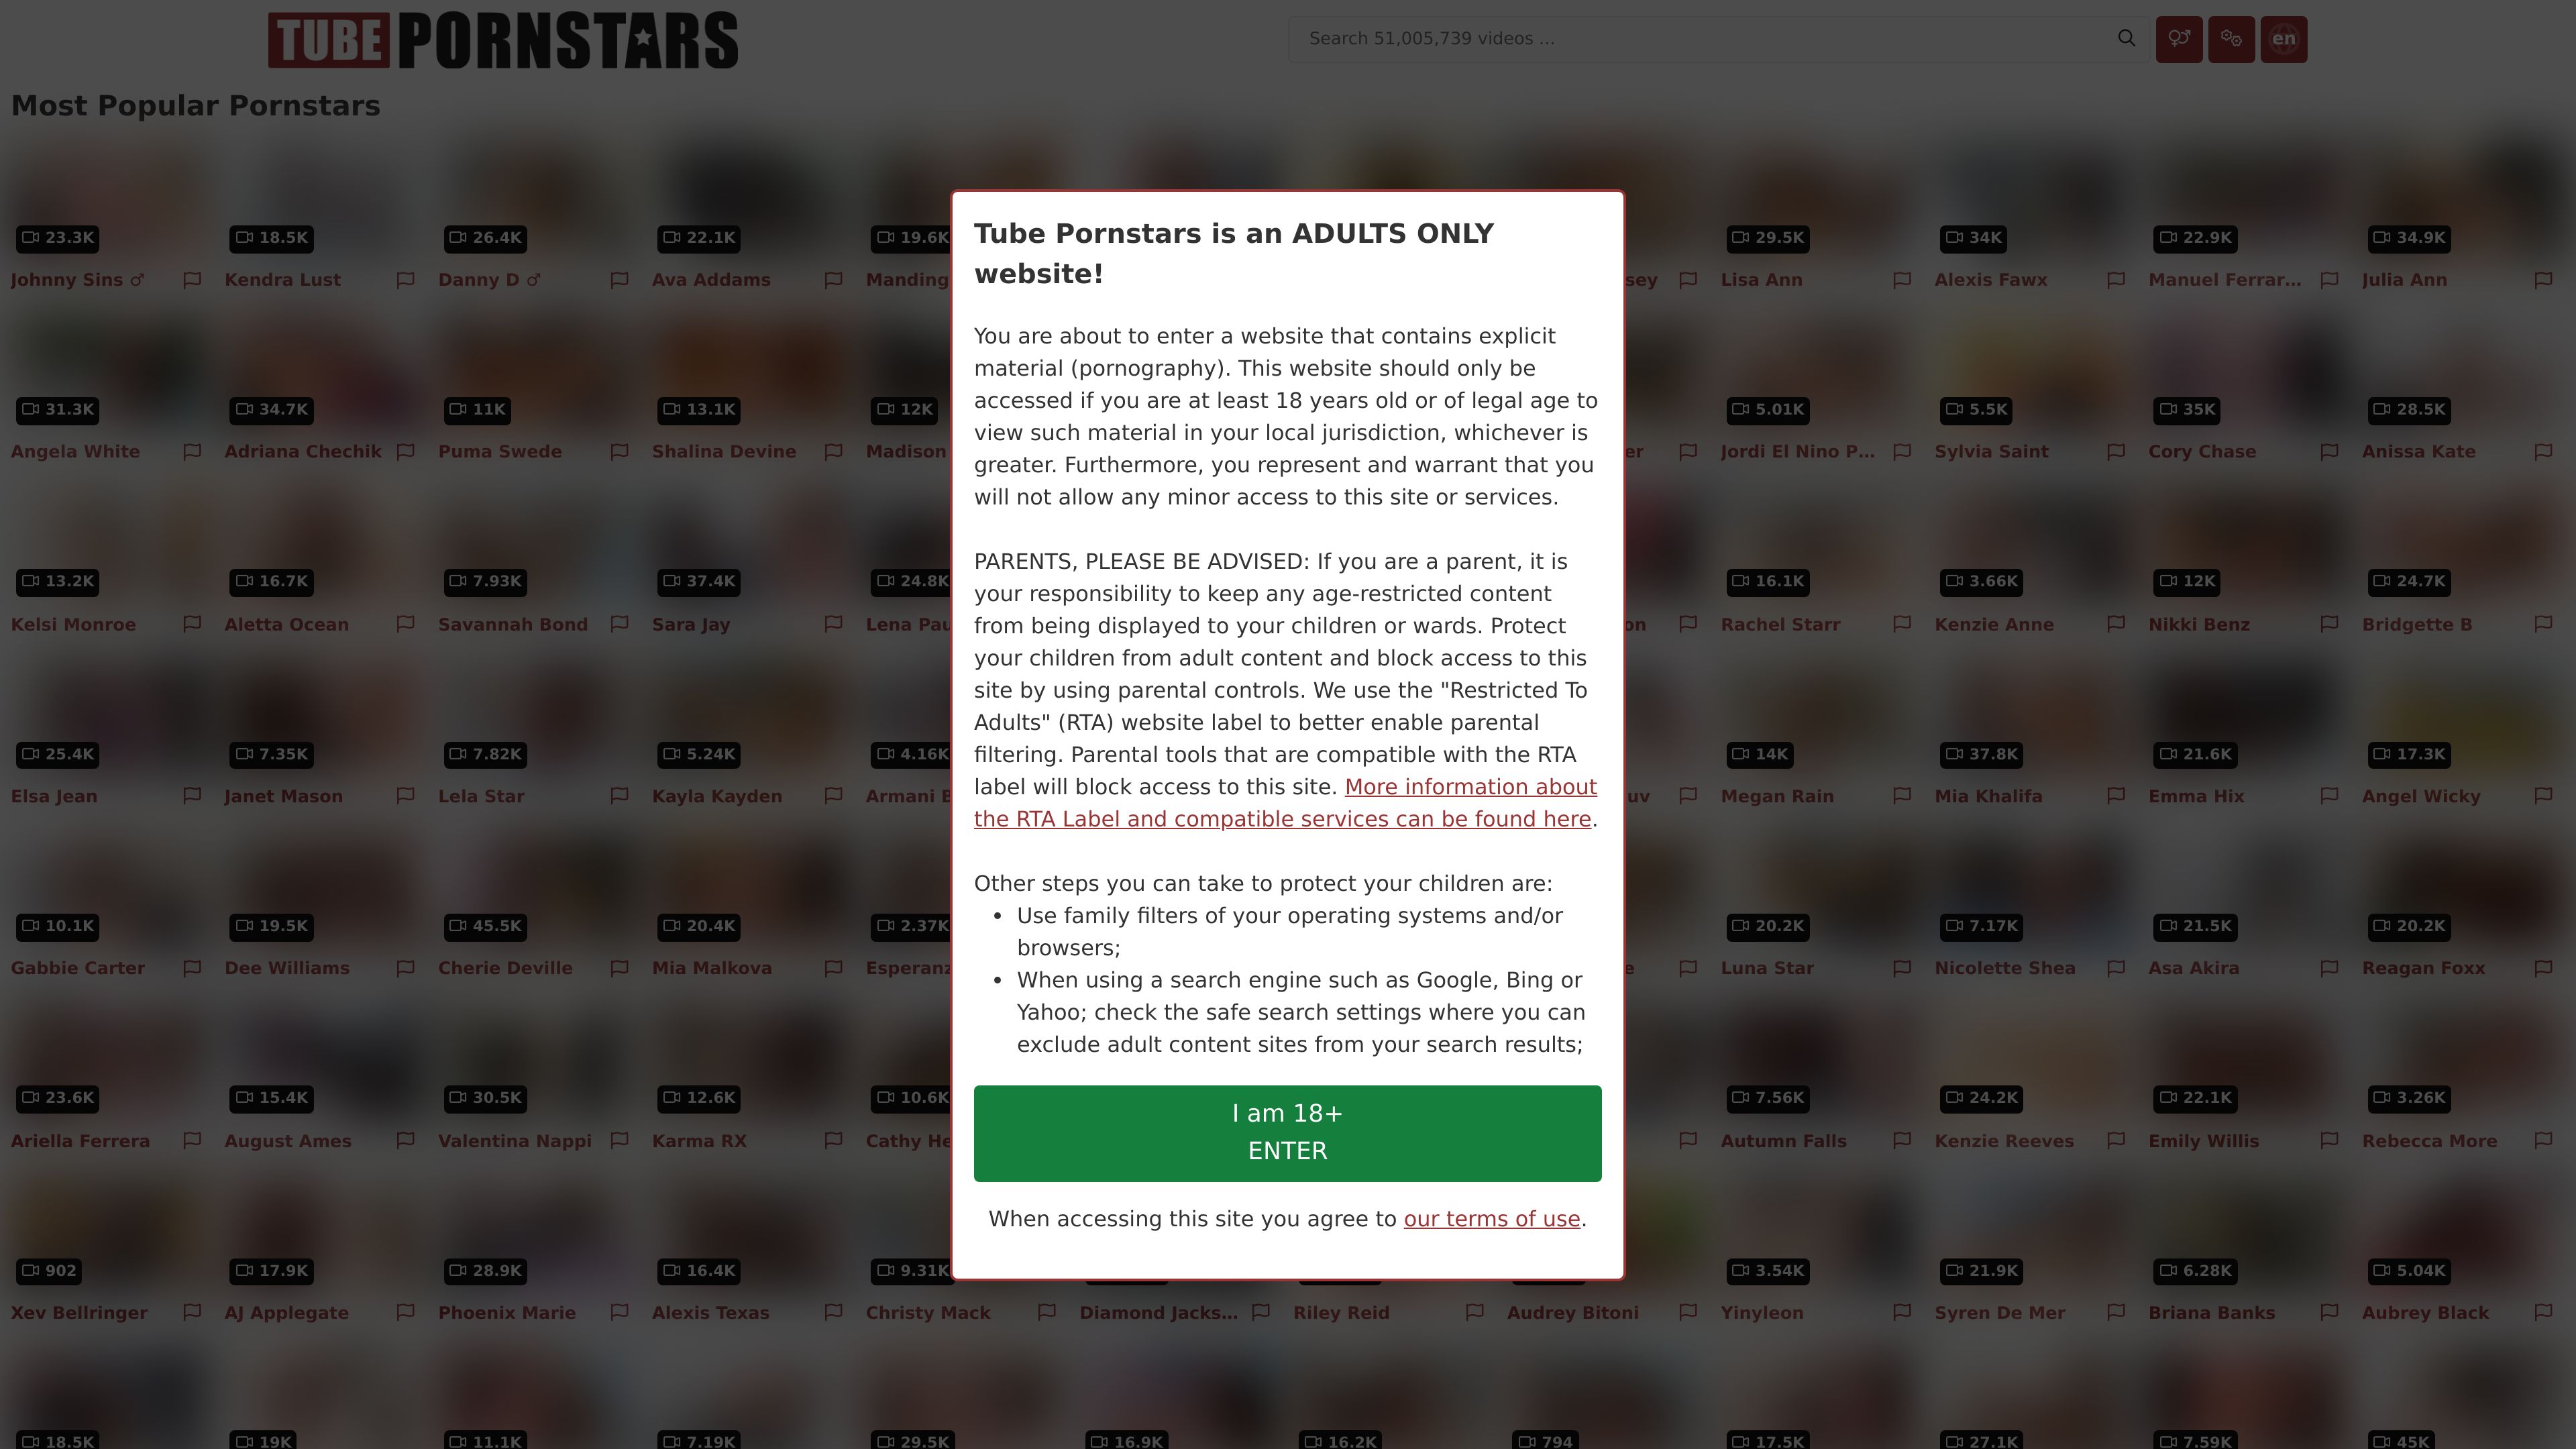 TUBE PORNSTARS
Search 51,005,739 videos ...
en
Most Popular Pornstars
23.3K 18.5K 26.4K 22.1K 19.6K 29.5K 34K 22.9K 34.9K
Johnny Sins ♂ Kendra Lust Danny D ♂ Ava Addams Manding sey Lisa Ann Alexis Fawx Manuel Ferrar... Julia Ann
31.3K 34.7K 11K 13.1K 12K 5.01K 5.5K 35K 28.5K
Angela White Adriana Chechik Puma Swede Shalina Devine Madison er Jordi El Nino P... Sylvia Saint Cory Chase Anissa Kate
13.2K 16.7K 7.93K 37.4K 24.8K 16.1K 3.66K 12K 24.7K
Kelsi Monroe Aletta Ocean Savannah Bond Sara Jay Lena Pau on Rachel Starr Kenzie Anne Nikki Benz Bridgette B
25.4K 7.35K 7.82K 5.24K 4.16K 14K 37.8K 21.6K 17.3K
Elsa Jean Janet Mason Lela Star Kayla Kayden Armani B uv Megan Rain Mia Khalifa Emma Hix Angel Wicky
10.1K 19.5K 45.5K 20.4K 2.37K 20.2K 7.17K 21.5K 20.2K
Gabbie Carter Dee Williams Cherie Deville Mia Malkova Esperanz e Luna Star Nicolette Shea Asa Akira Reagan Foxx
23.6K 15.4K 30.5K 12.6K 10.6K 7.56K 24.2K 22.1K 3.26K
Ariella Ferrera August Ames Valentina Nappi Karma RX Cathy He Autumn Falls Kenzie Reeves Emily Willis Rebecca More
902 17.9K 28.9K 16.4K 9.31K 3.54K 21.9K 6.28K 5.04K
Xev Bellringer AJ Applegate Phoenix Marie Alexis Texas Christy Mack Diamond Jacks... Riley Reid Audrey Bitoni Yinyleon Syren De Mer Briana Banks Aubrey Black
18.5K 19K 11.1K 7.19K 29.5K 16.9K 16.2K 794 17.5K 27.1K 7.59K 45K
Tube Pornstars is an ADULTS ONLY
website!
You are about to enter a website that contains explicit
material (pornography). This website should only be
accessed if you are at least 18 years old or of legal age to
view such material in your local jurisdiction, whichever is
greater. Furthermore, you represent and warrant that you
will not allow any minor access to this site or services.
PARENTS, PLEASE BE ADVISED: If you are a parent, it is
your responsibility to keep any age-restricted content
from being displayed to your children or wards. Protect
your children from adult content and block access to this
site by using parental controls. We use the "Restricted To
Adults" (RTA) website label to better enable parental
filtering. Parental tools that are compatible with the RTA
label will block access to this site. More information about
the RTA Label and compatible services can be found here.
Other steps you can take to protect your children are:
• Use family filters of your operating systems and/or
browsers;
• When using a search engine such as Google, Bing or
Yahoo; check the safe search settings where you can
exclude adult content sites from your search results;
I am 18+
ENTER
When accessing this site you agree to our terms of use.